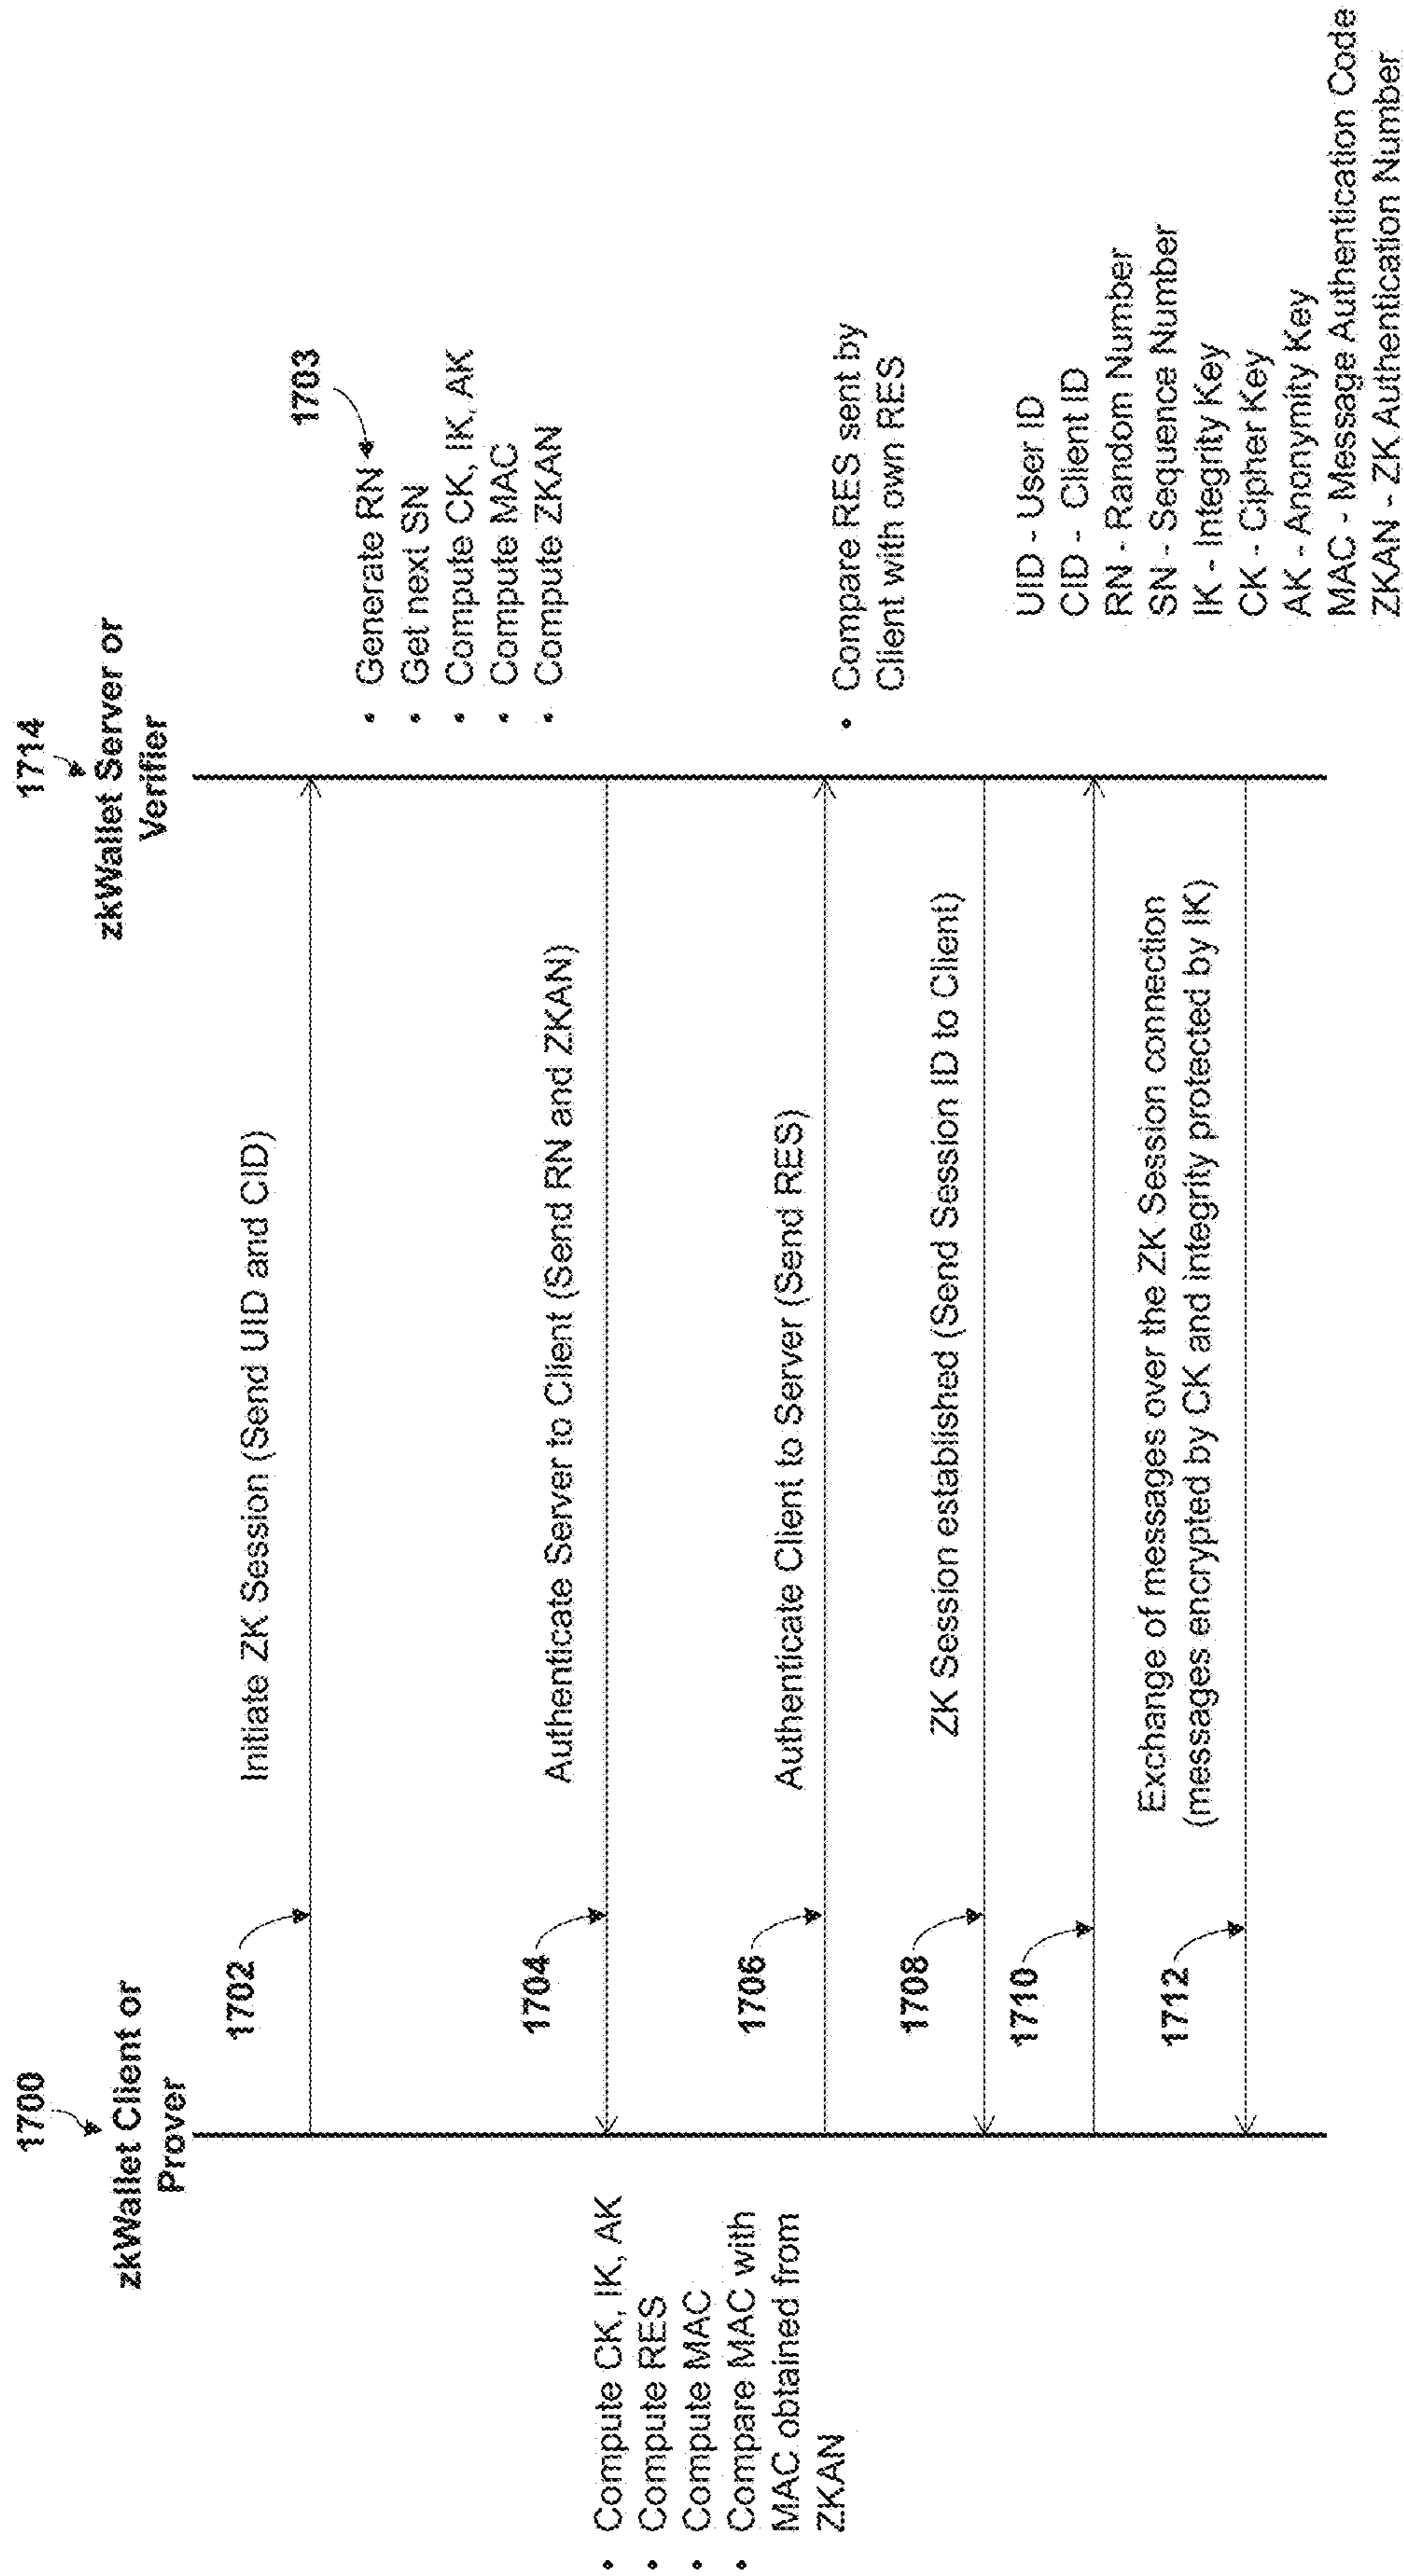 1700
zkWallet Client or
Prover
1714
zkWallet Server or
Verifier
Initiate ZK Session (Send UID and CID)
1702
1703
• Generate RN
• Get next SN
• Compute CK, IK, AK
• Compute MAC
• Compute ZKAN
Authenticate Server to Client (Send RN and ZKAN)
1704
• Compute CK, IK, AK
• Compute RES
• Compute MAC
• Compare MAC with
MAC obtained from
ZKAN
Authenticate Client to Server (Send RES)
1706
• Compare RES sent by
Client with own RES
ZK Session established (Send Session ID to Client)
1708
1710
Exchange of messages over the ZK Session connection
(messages encrypted by CK and integrity protected by IK)
1712
UID - User ID
CID - Client ID
RN - Random Number
SN - Sequence Number
IK - Integrity Key
CK - Cipher Key
AK - Anonymity Key
MAC - Message Authentication Code
ZKAN - ZK Authentication Number